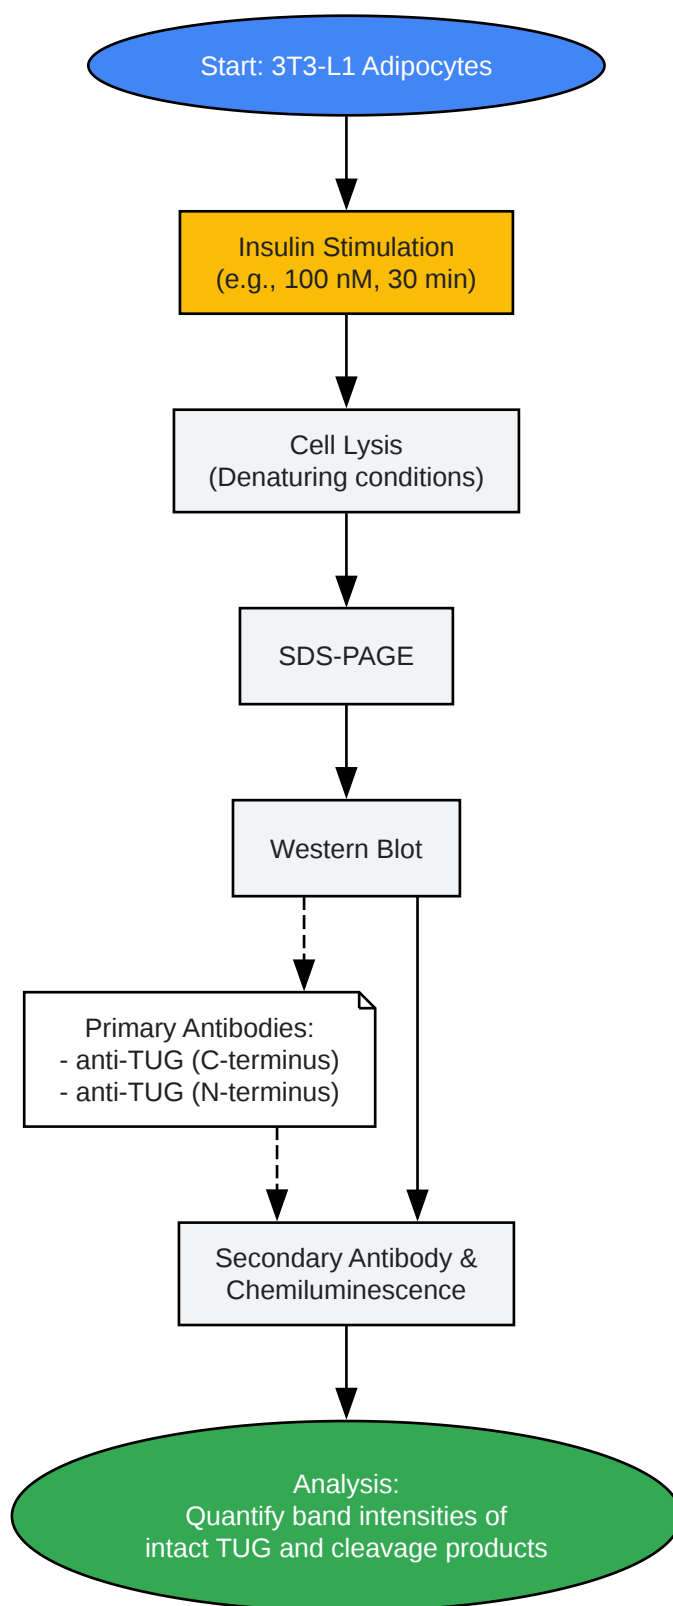 Start: 3T3-L1 Adipocytes
Insulin Stimulation
(e.g., 100 nM, 30 min)
Cell Lysis
(Denaturing conditions)
SDS-PAGE
Western Blot
Primary Antibodies:
- anti-TUG (C-terminus)
- anti-TUG (N-terminus)
Secondary Antibody &
Chemiluminescence
Analysis:
Quantify band intensities of
intact TUG and cleavage products